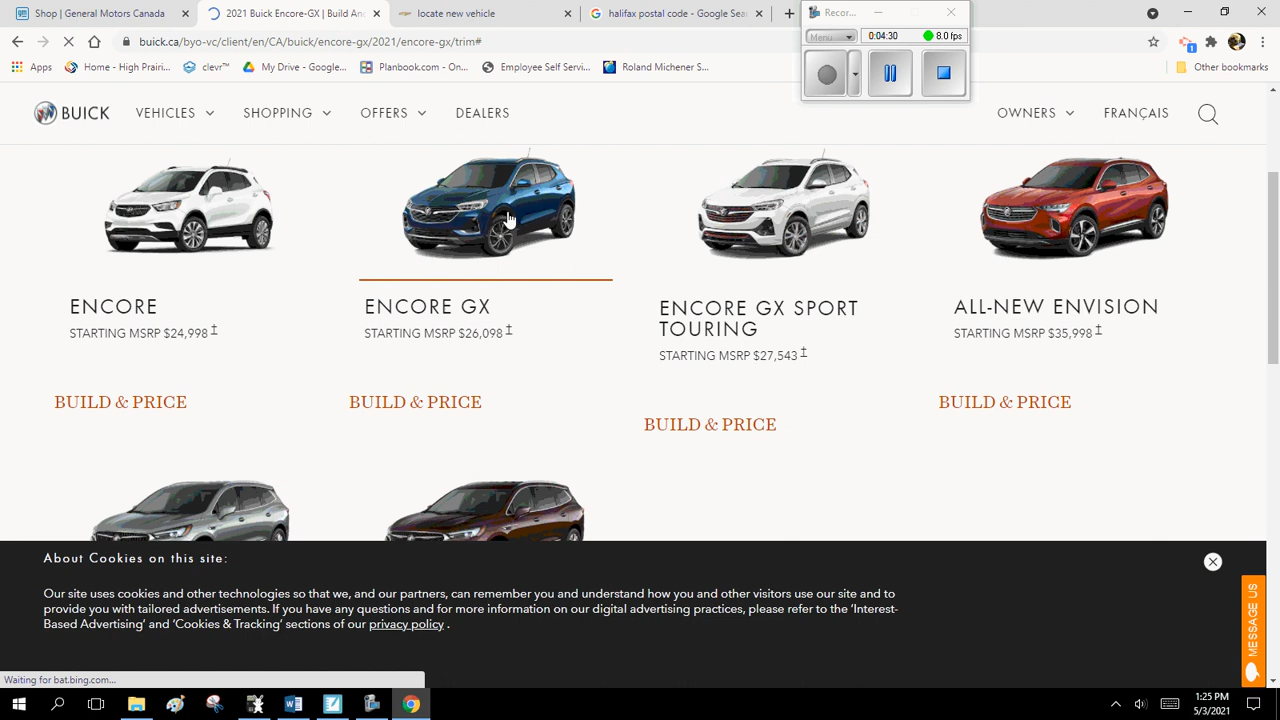 Shop | General Motors Canada
2021 Buick Encore-GX | Build An
locate new vehicle
halifax postal code - Google Sea
Recor...
Menu
0:04:30
8.0 fps
buick.ca/byo-vc/client/en/CA/buick/encore-gx/2021/encore-gx/trim#
Apps
Home - High Prairi...
clevr™
My Drive - Google...
Planbook.com - On...
Employee Self Servi...
Roland Michener S...
Other bookmarks
BUICK
VEHICLES
SHOPPING
OFFERS
DEALERS
OWNERS
FRANÇAIS
ENCORE
STARTING MSRP $24,998 ‡
BUILD & PRICE
ENCORE GX
STARTING MSRP $26,098 ‡
BUILD & PRICE
ENCORE GX SPORT
TOURING
STARTING MSRP $27,543 ‡
BUILD & PRICE
ALL-NEW ENVISION
STARTING MSRP $35,998 ‡
BUILD & PRICE
About Cookies on this site:
Our site uses cookies and other technologies so that we, and our partners, can remember you and understand how you and other visitors use our site and to
provide you with tailored advertisements. If you have any questions and for more information on our digital advertising practices, please refer to the 'Interest-
Based Advertising' and 'Cookies & Tracking' sections of our privacy policy .
MESSAGE US
Waiting for bat.bing.com...
1:25 PM
5/3/2021